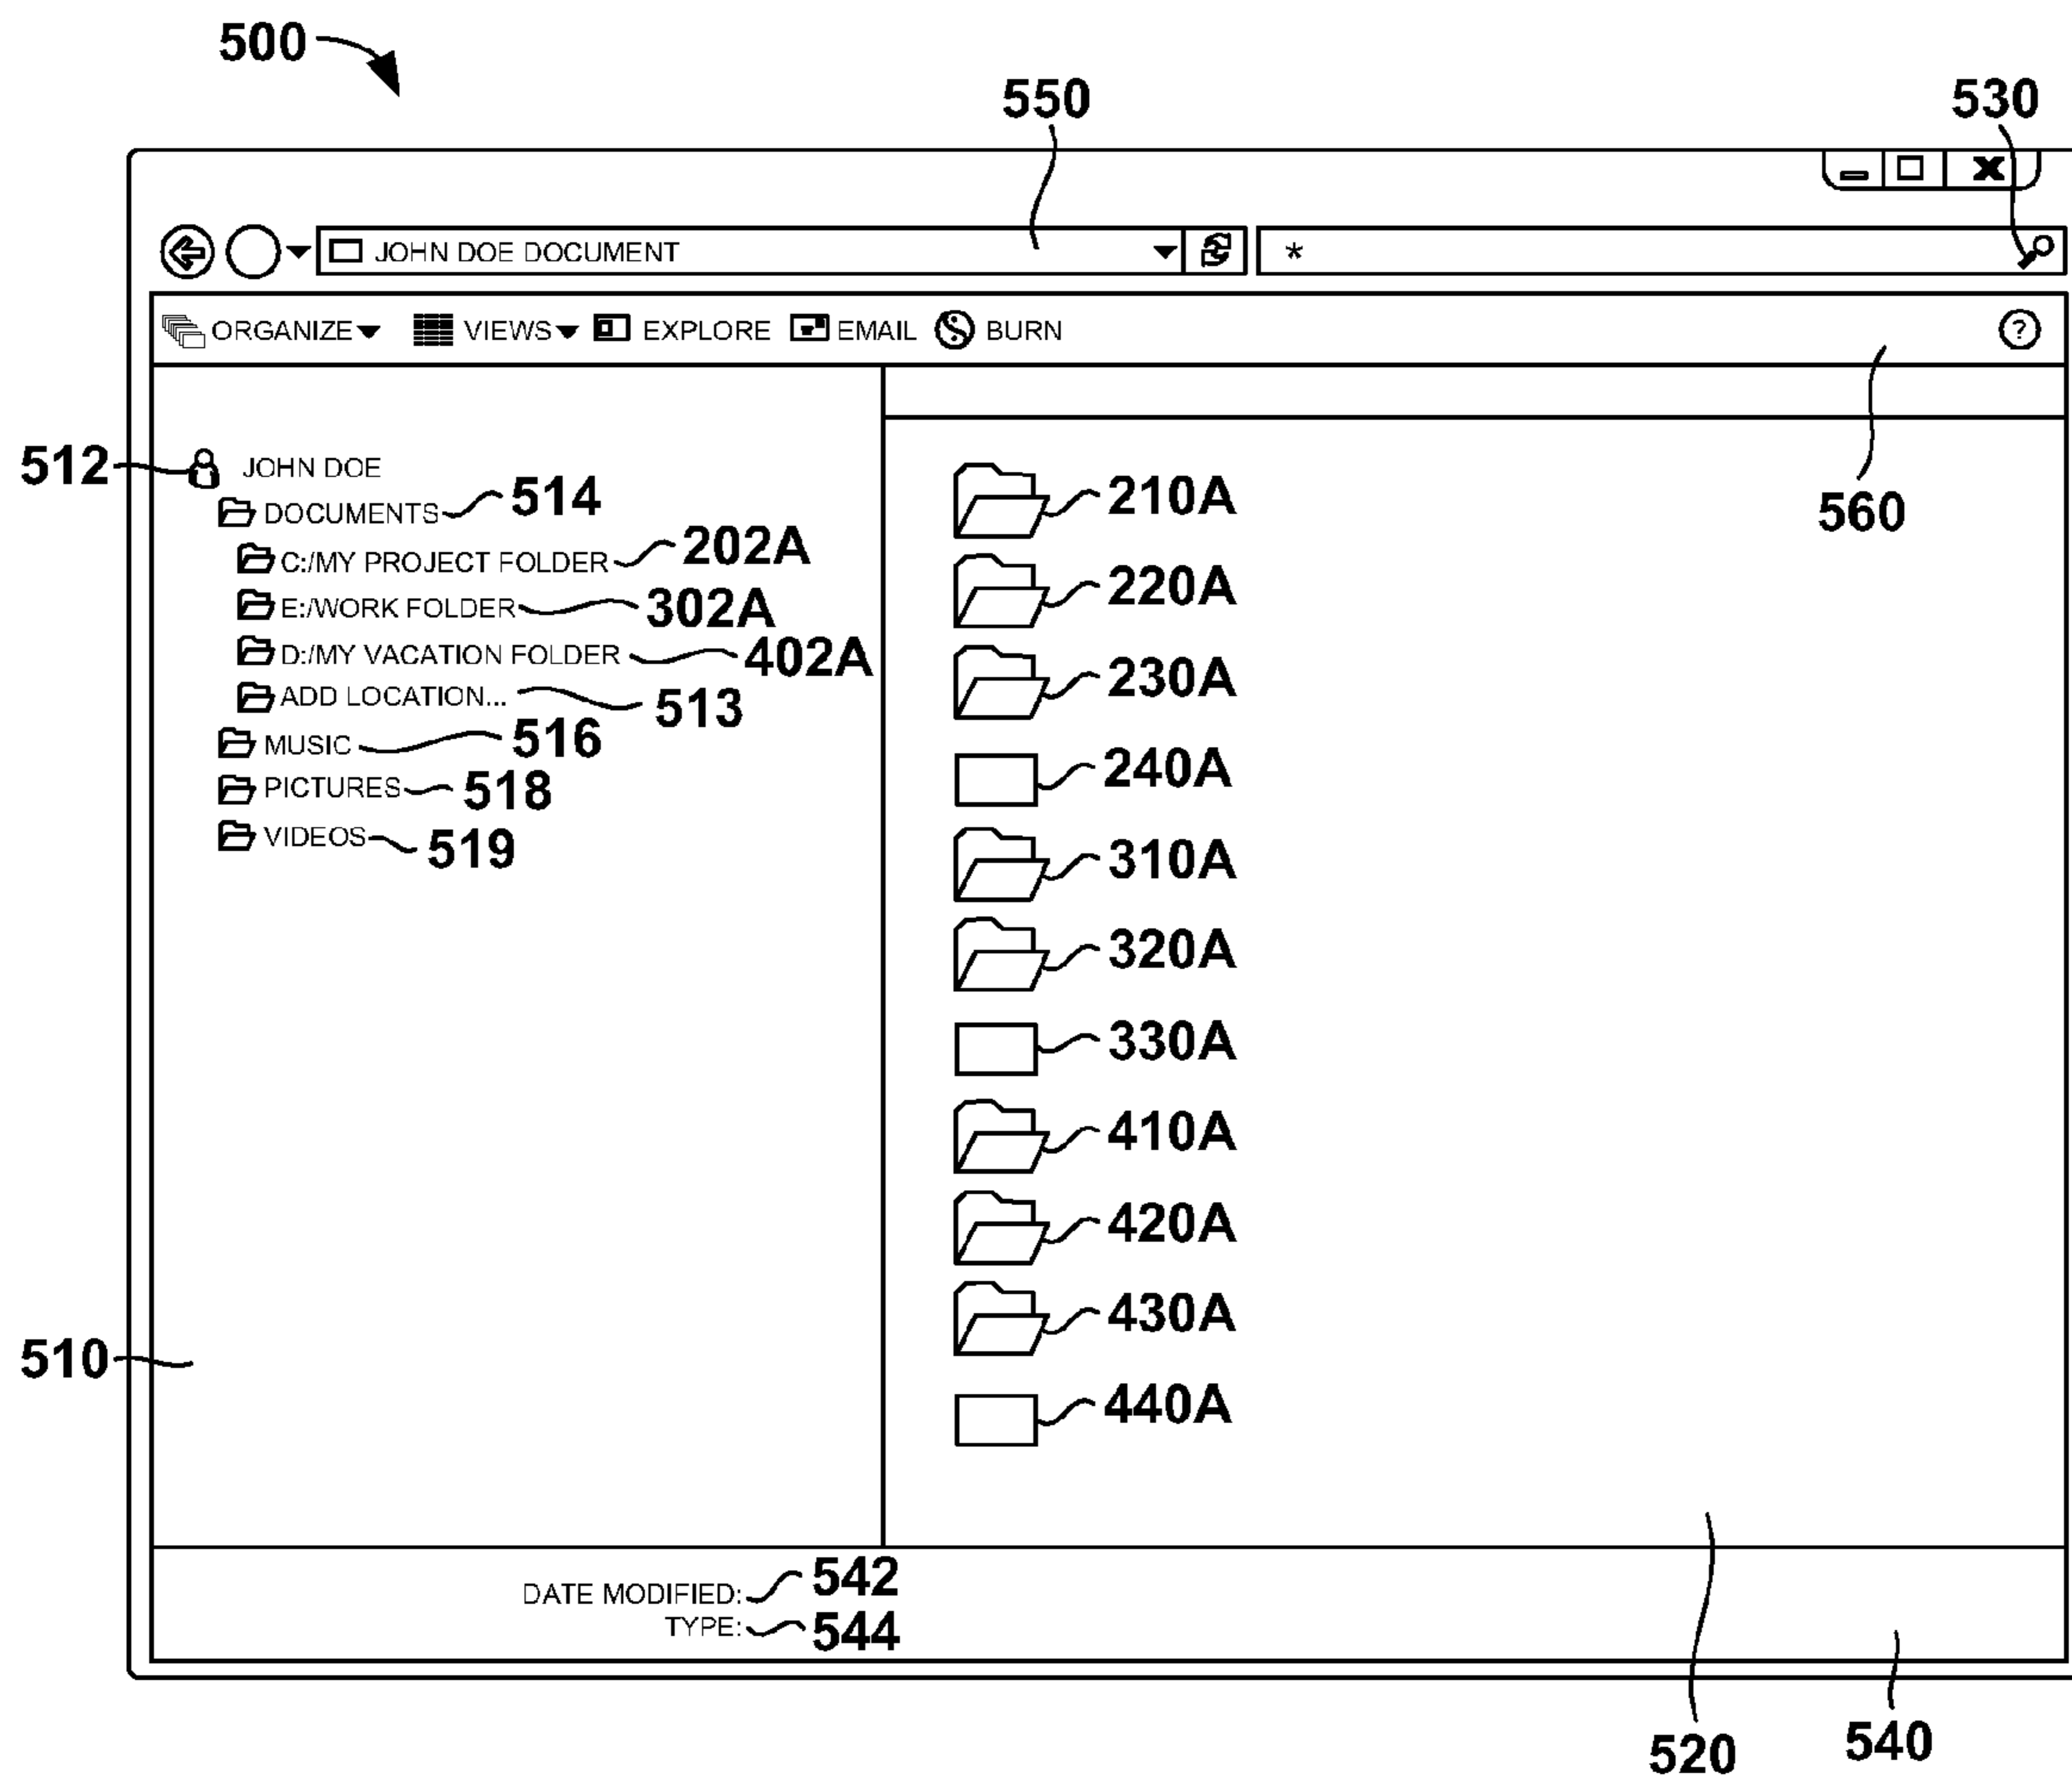 500
550
530
JOHN DOE DOCUMENT
*
ORGANIZE VIEWS EXPLORE EMAIL BURN ?
560
512 JOHN DOE
DOCUMENTS 514
C:/MY PROJECT FOLDER 202A
E:/WORK FOLDER 302A
D:/MY VACATION FOLDER 402A
ADD LOCATION... 513
MUSIC 516
PICTURES 518
VIDEOS 519
510
210A
220A
230A
240A
310A
320A
330A
410A
420A
430A
440A
DATE MODIFIED: 542
TYPE: 544
520
540